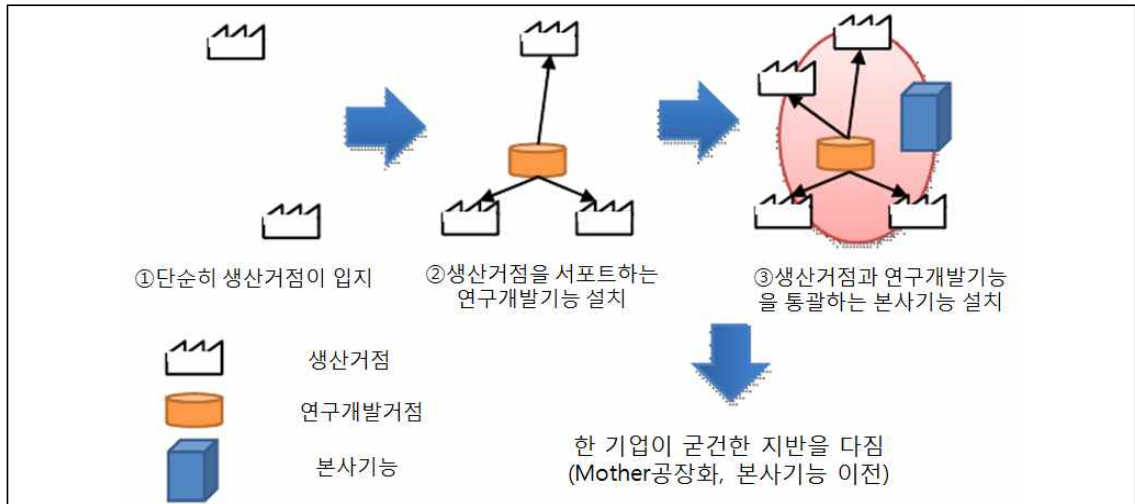 ①단순히 생산거점이 입지
②생산거점을 서포트하는
연구개발기능 설치
③생산거점과 연구개발기능
을 통괄하는 본사기능 설치
생산거점
연구개발거점
본사기능
한 기업이 굳건한 지반을 다짐
(Mother공장화, 본사기능 이전)